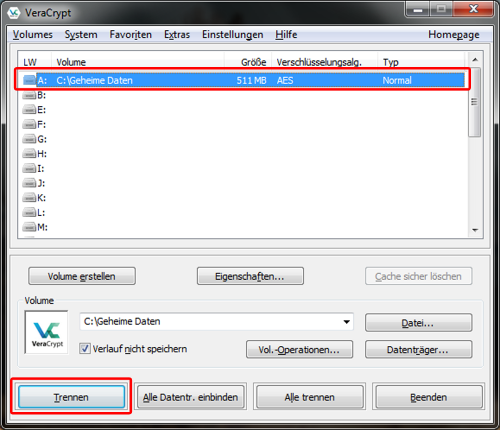 VeraCrypt
Volumes System Favoriten Extras Einstellungen Hilfe Homepage
LW Volume Größe Verschlüsselungsalg. Typ
A: C:\Geheime Daten 511 MB AES Normal
B:
E:
F:
G:
H:
I:
J:
K:
L:
M:
Volume erstellen Eigenschaften... Cache sicher löschen
Volume
VC VeraCrypt
C:\Geheime Daten Datei...
Verlauf nicht speichern Vol.-Operationen... Datenträger...
Trennen Alle Datentr. einbinden Alle trennen Beenden